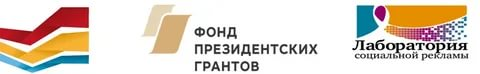 ФОНД
ПРЕЗИДЕНТСКИХ
ГРАНТОВ
Лаборатория
социальной рекламы